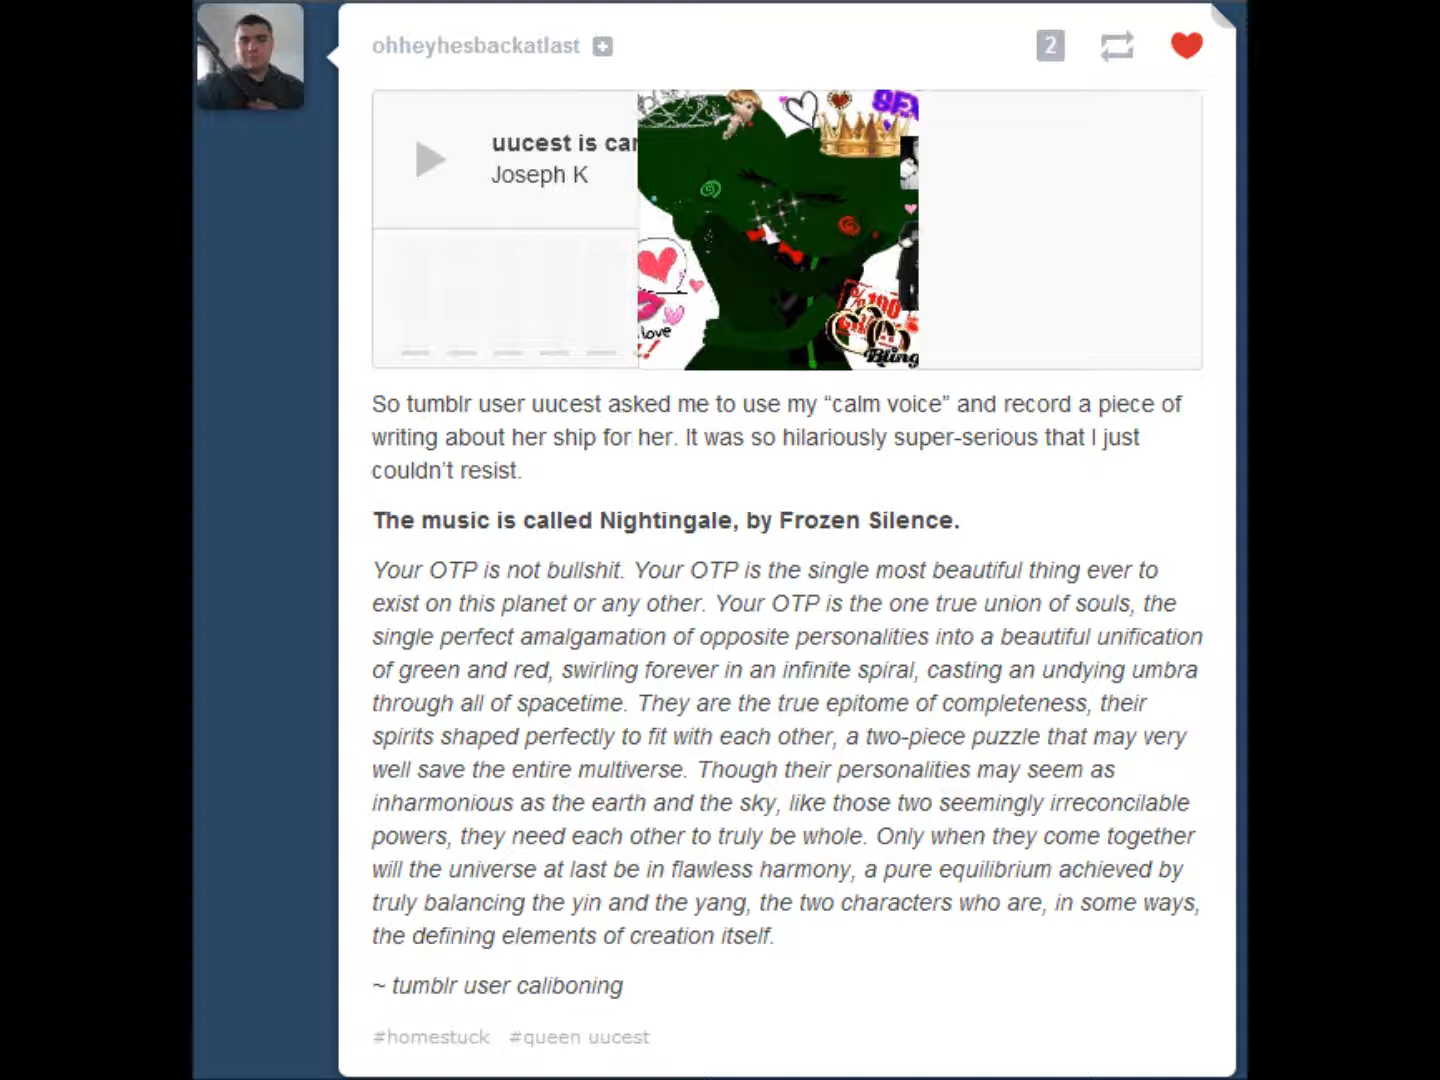 ohheyhesbackatlast
2
uucest is car
Joseph K
SEX
love
%100
Bling
So tumblr user uucest asked me to use my “calm voice” and record a piece of
writing about her ship for her. It was so hilariously super-serious that I just
couldn’t resist.
The music is called Nightingale, by Frozen Silence.
Your OTP is not bullshit. Your OTP is the single most beautiful thing ever to
exist on this planet or any other. Your OTP is the one true union of souls, the
single perfect amalgamation of opposite personalities into a beautiful unification
of green and red, swirling forever in an infinite spiral, casting an undying umbra
through all of spacetime. They are the true epitome of completeness, their
spirits shaped perfectly to fit with each other, a two-piece puzzle that may very
well save the entire multiverse. Though their personalities may seem as
inharmonious as the earth and the sky, like those two seemingly irreconcilable
powers, they need each other to truly be whole. Only when they come together
will the universe at last be in flawless harmony, a pure equilibrium achieved by
truly balancing the yin and the yang, the two characters who are, in some ways,
the defining elements of creation itself.
~ tumblr user caliboning
#homestuck #queen uucest